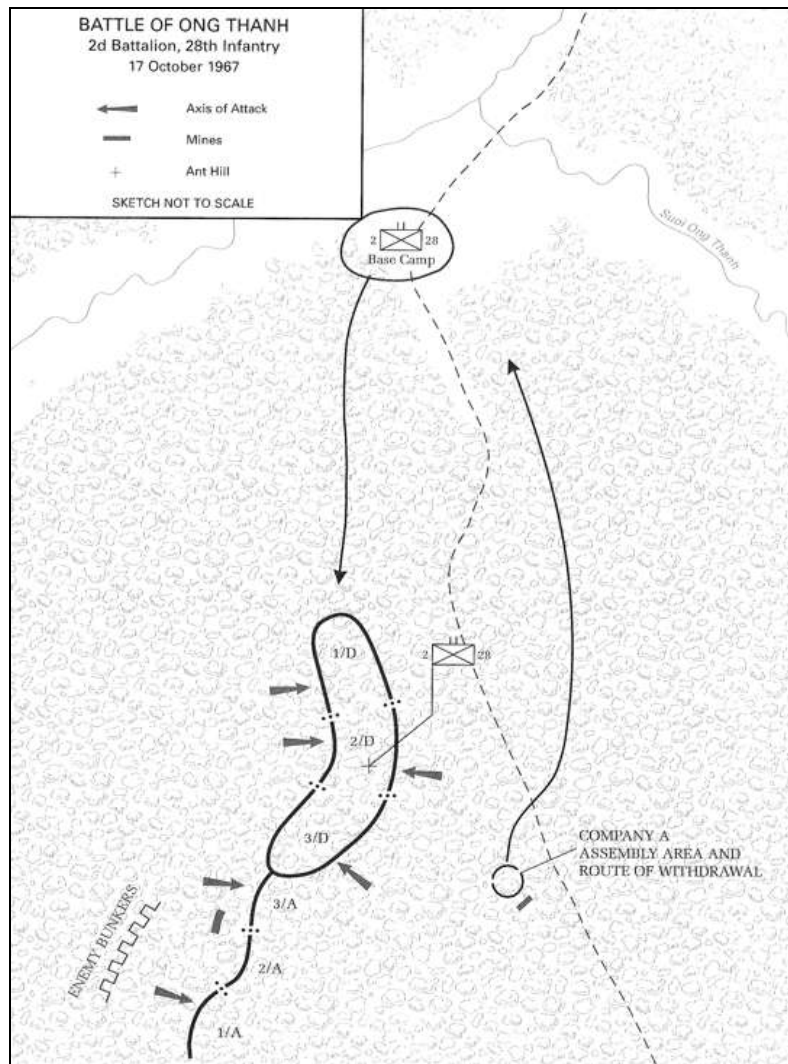 BATTLE OF ONG THANH
2d Battalion, 28th Infantry
17 October 1967
Axis of Attack
Mines
Ant Hill
SKETCH NOT TO SCALE
Suoi Ong Thanh
2 28
Base Camp
1/D
2 28
2/D
3/D
COMPANY A
ASSEMBLY AREA AND
ROUTE OF WITHDRAWAL
3/A
ENEMY BUNKERS
2/A
1/A